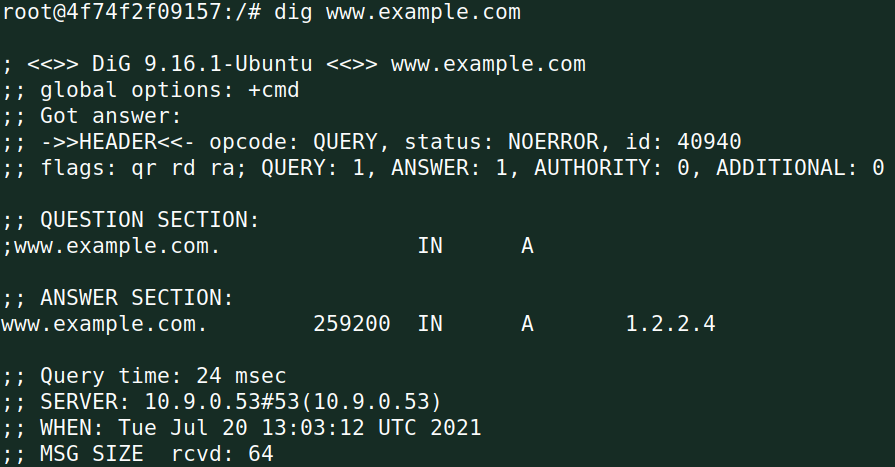 root@4f74f2f09157:/# dig www.example.com
; <<>> DiG 9.16.1-Ubuntu <<>> www.example.com
;; global options: +cmd
;; Got answer:
;; ->>HEADER<<- opcode: QUERY, status: NOERROR, id: 40940
;; flags: qr rd ra; QUERY: 1, ANSWER: 1, AUTHORITY: 0, ADDITIONAL: 0
;; QUESTION SECTION:
;www.example.com. IN A
;; ANSWER SECTION:
www.example.com. 259200 IN A 1.2.2.4
;; Query time: 24 msec
;; SERVER: 10.9.0.53#53(10.9.0.53)
;; WHEN: Tue Jul 20 13:03:12 UTC 2021
;; MSG SIZE rcvd: 64